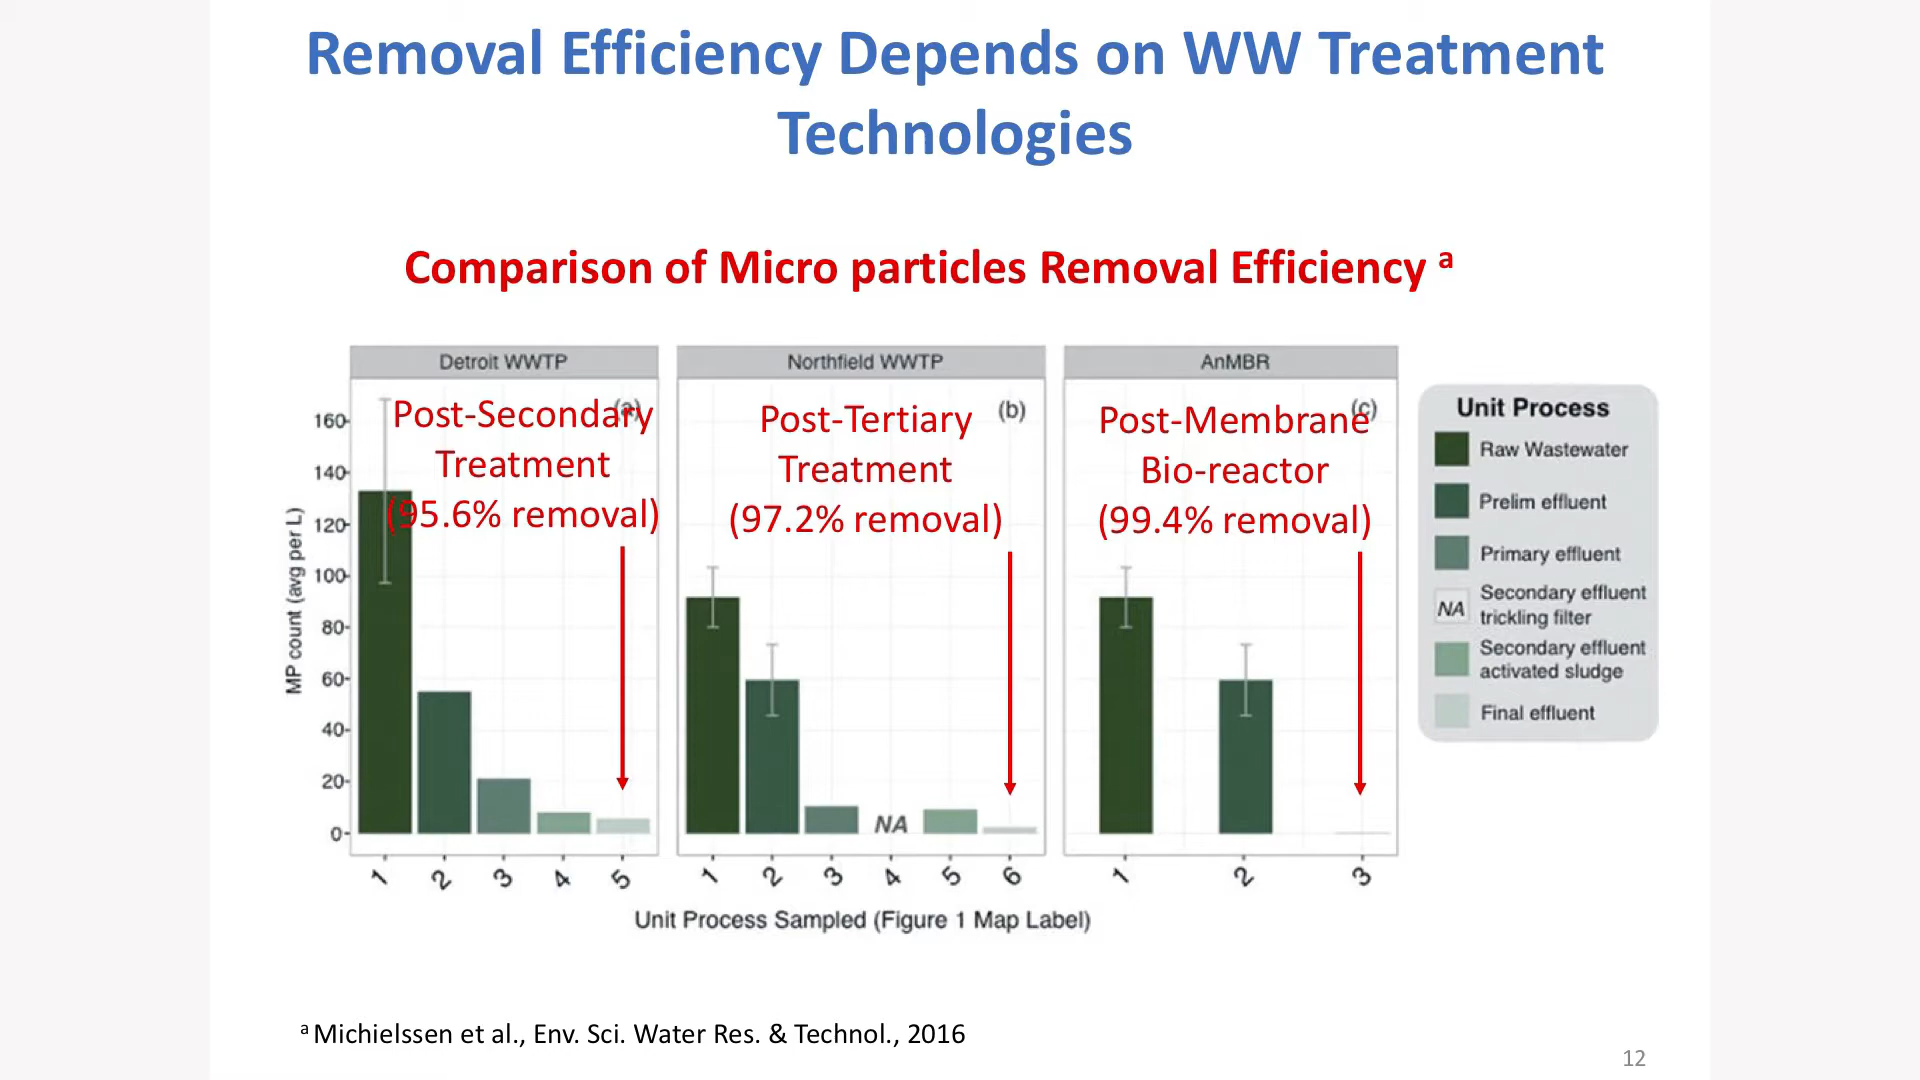 Removal Efficiency Depends on WW Treatment
Technologies
Comparison of Micro particles Removal Efficiency a
Detroit WWTP
(a)
Post-Secondary
Treatment
(95.6% removal)
Northfield WWTP
(b)
Post-Tertiary
Treatment
(97.2% removal)
AnMBR
(c)
Post-Membrane
Bio-reactor
(99.4% removal)
MP count (avg per L)
160
140
120
100
80
60
40
20
0
NA
1 2 3 4 5
1 2 3 4 5 6
1 2 3
Unit Process Sampled (Figure 1 Map Label)
Unit Process
Raw Wastewater
Prelim effluent
Primary effluent
NA
Secondary effluent
trickling filter
Secondary effluent
activated sludge
Final effluent
a Michielssen et al., Env. Sci. Water Res. & Technol., 2016
12